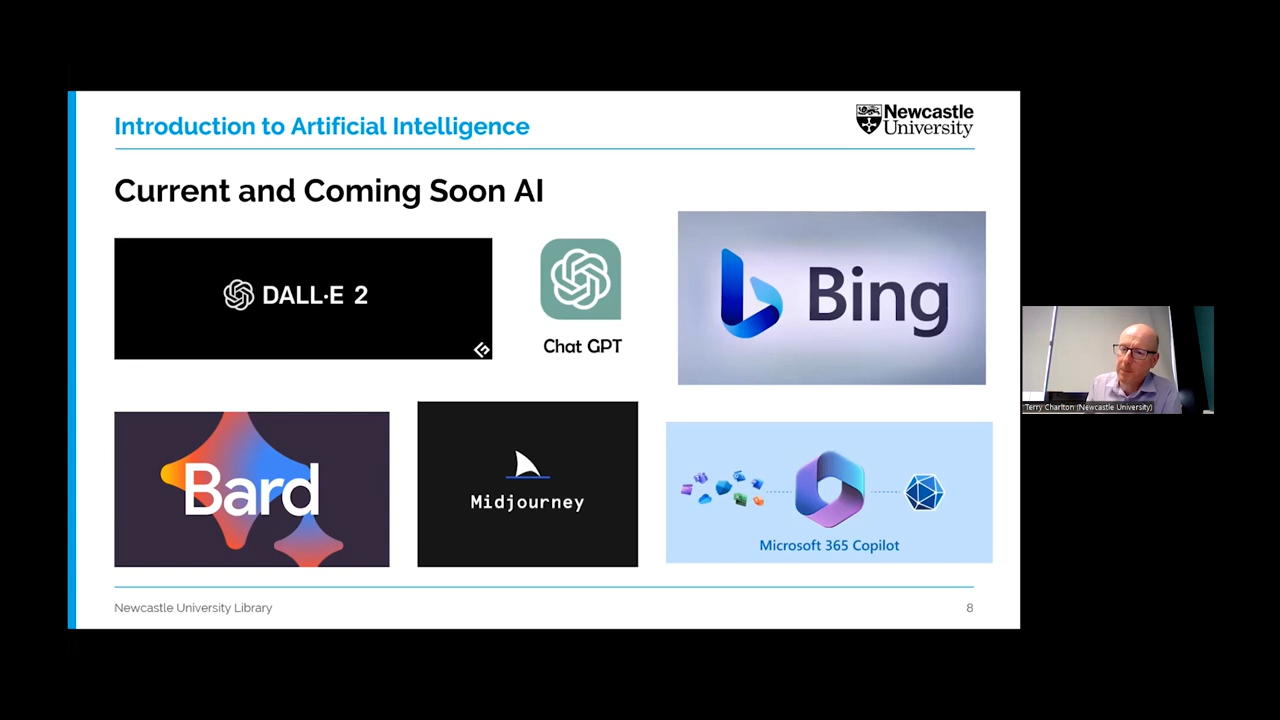 Introduction to Artificial Intelligence
Newcastle
University
Current and Coming Soon AI
DALL·E 2
Chat GPT
Bing
Bard
Midjourney
Microsoft 365 Copilot
Newcastle University Library
8
Terry Charlton (Newcastle University)